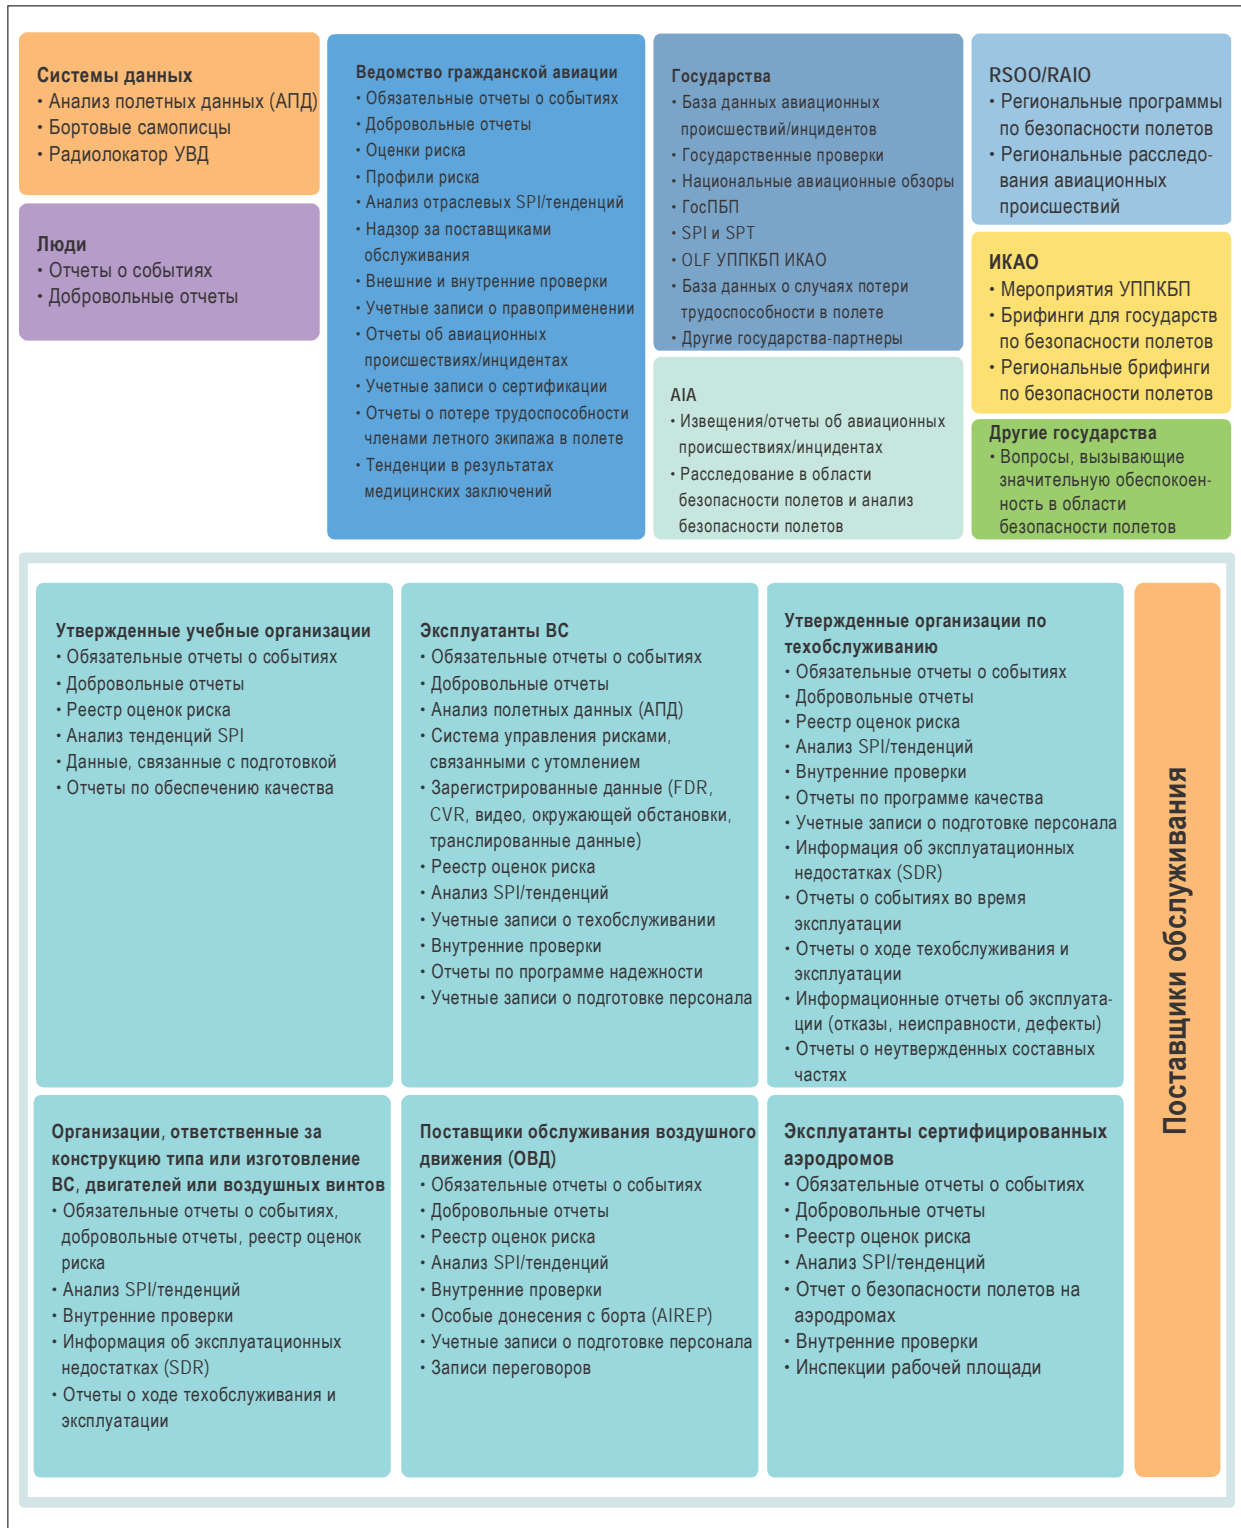 Системы данных
• Анализ полетных данных (АПД)
• Бортовые самописцы
• Радиолокатор УВД
Люди
• Отчеты о событиях
• Добровольные отчеты
Ведомство гражданской авиации
• Обязательные отчеты о событиях
• Добровольные отчеты
• Оценки риска
• Профили риска
• Анализ отраслевых SPI/тенденций
• Надзор за поставщиками
обслуживания
• Внешние и внутренние проверки
• Учетные записи о правоприменении
• Отчеты об авиационных
происшествиях/инцидентах
• Учетные записи о сертификации
• Отчеты о потере трудоспособности
членами летного экипажа в полете
• Тенденции в результатах
медицинских заключений
Государства
• База данных авиационных
происшествий/инцидентов
• Государственные проверки
• Национальные авиационные обзоры
• ГосПБП
• SPI и SPT
• OLF УППКБП ИКАО
• База данных о случаях потери
трудоспособности в полете
• Другие государства-партнеры
AIA
• Извещения/отчеты об авиационных
происшествиях/инцидентах
• Расследование в области
безопасности полетов и анализ
безопасности полетов
RSOO/RAIO
• Региональные программы
по безопасности полетов
• Региональные расследо-
вания авиационных
происшествий
ИКАО
• Мероприятия УППКБП
• Брифинги для государств
по безопасности полетов
• Региональные брифинги
по безопасности полетов
Другие государства
• Вопросы, вызывающие
значительную обеспокоен-
ность в области
безопасности полетов
Утвержденные учебные организации
• Обязательные отчеты о событиях
• Добровольные отчеты
• Реестр оценок риска
• Анализ тенденций SPI
• Данные, связанные с подготовкой
• Отчеты по обеспечению качества
Эксплуатанты ВС
• Обязательные отчеты о событиях
• Добровольные отчеты
• Анализ полетных данных (АПД)
• Система управления рисками,
связанными с утомлением
• Зарегистрированные данные (FDR,
CVR, видео, окружающей обстановки,
транслированные данные)
• Реестр оценок риска
• Анализ SPI/тенденций
• Учетные записи о техобслуживании
• Внутренние проверки
• Отчеты по программе надежности
• Учетные записи о подготовке персонала
Утвержденные организации по
техобслуживанию
• Обязательные отчеты о событиях
• Добровольные отчеты
• Реестр оценок риска
• Анализ SPI/тенденций
• Внутренние проверки
• Отчеты по программе качества
• Учетные записи о подготовке персонала
• Информация об эксплуатационных
недостатках (SDR)
• Отчеты о событиях во время
эксплуатации
• Отчеты о ходе техобслуживания и
эксплуатации
• Информационные отчеты об эксплуата-
ции (отказы, неисправности, дефекты)
• Отчеты о неутвержденных составных
частях
Организации, ответственные за
конструкцию типа или изготовление
ВС, двигателей или воздушных винтов
• Обязательные отчеты о событиях,
добровольные отчеты, реестр оценок
риска
• Анализ SPI/тенденций
• Внутренние проверки
• Информация об эксплуатационных
недостатках (SDR)
• Отчеты о ходе техобслуживания и
эксплуатации
Поставщики обслуживания воздушного
движения (ОВД)
• Обязательные отчеты о событиях
• Добровольные отчеты
• Реестр оценок риска
• Анализ SPI/тенденций
• Внутренние проверки
• Особые донесения с борта (AIREP)
• Учетные записи о подготовке персонала
• Записи переговоров
Эксплуатанты сертифицированных
аэродромов
• Обязательные отчеты о событиях
• Добровольные отчеты
• Реестр оценок риска
• Анализ SPI/тенденций
• Отчет о безопасности полетов на
аэродромах
• Внутренние проверки
• Инспекции рабочей площади
Поставщики обслуживания